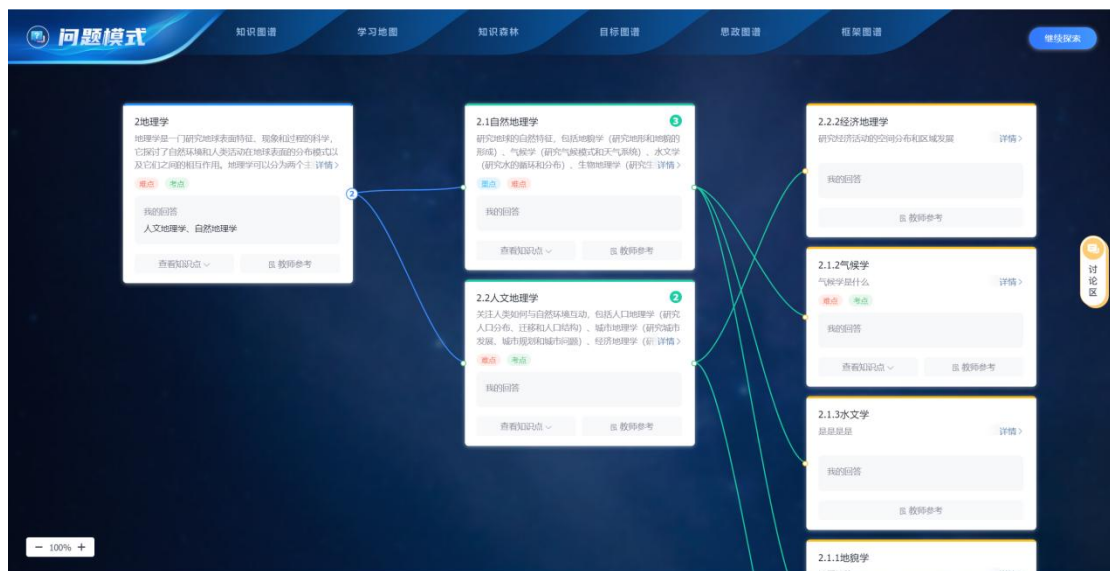 问题模式
知识图谱
学习地图
知识森林
目标图谱
思政图谱
框架图谱
继续探索
2地理学
地理学是一门研究地球表面特征、现象和过程的科学，
它探讨了自然环境和人类活动在地球表面的分布模式以
及它们之间的相互作用。地理学可以分为两个主 详情>
难点 考点
2
我的回答
人文地理学、自然地理学
查看知识点
教师参考
2.1自然地理学
3
研究地球的自然特征，包括地貌学（研究地形和地貌的
形成）、气候学（研究气候模式和天气系统）、水文学
（研究水的循环和分布）、生物地理学（研究生 详情>
重点 难点
我的回答
查看知识点
教师参考
2.2人文地理学
2
关注人类如何与自然环境互动，包括人口地理学（研究
人口分布、迁移和人口结构）、城市地理学（研究城市
发展、城市规划和城市问题）、经济地理学（研 详情>
难点 考点
我的回答
查看知识点
教师参考
2.2.2经济地理学
研究经济活动的空间分布和区域发展 详情>
我的回答
教师参考
2.1.2气候学
气候学是什么 详情>
难点 考点
我的回答
查看知识点
教师参考
2.1.3水文学
是是是是 详情>
我的回答
教师参考
2.1.1地貌学
讨论区
− 100% +